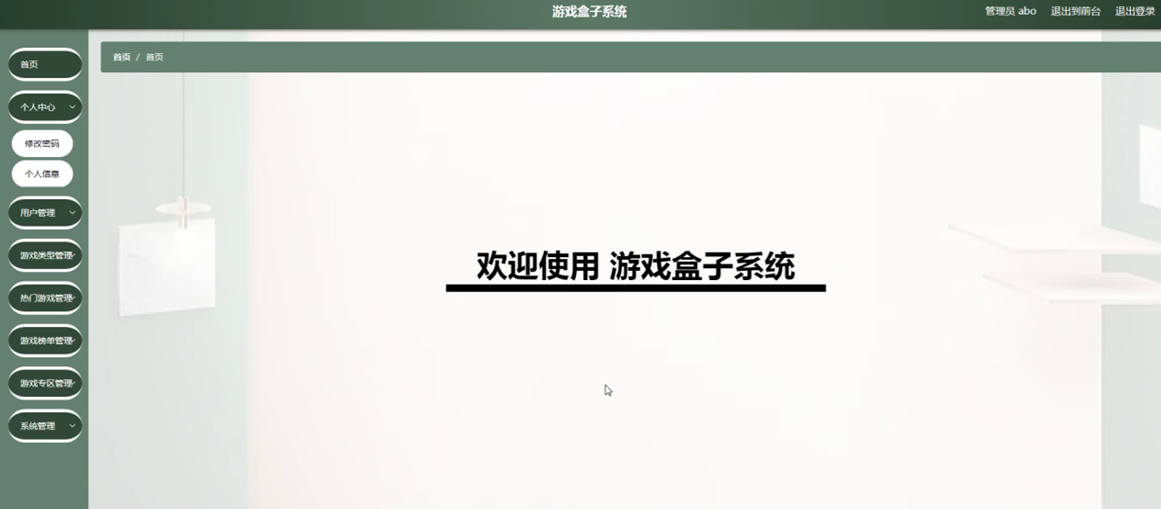 游戏盒子系统
管理员 abo 退出到前台 退出登录
首页 / 首页
首页
个人中心
修改密码
个人信息
用户管理
游戏类型管理
热门游戏管理
游戏榜单管理
游戏专区管理
系统管理
欢迎使用 游戏盒子系统